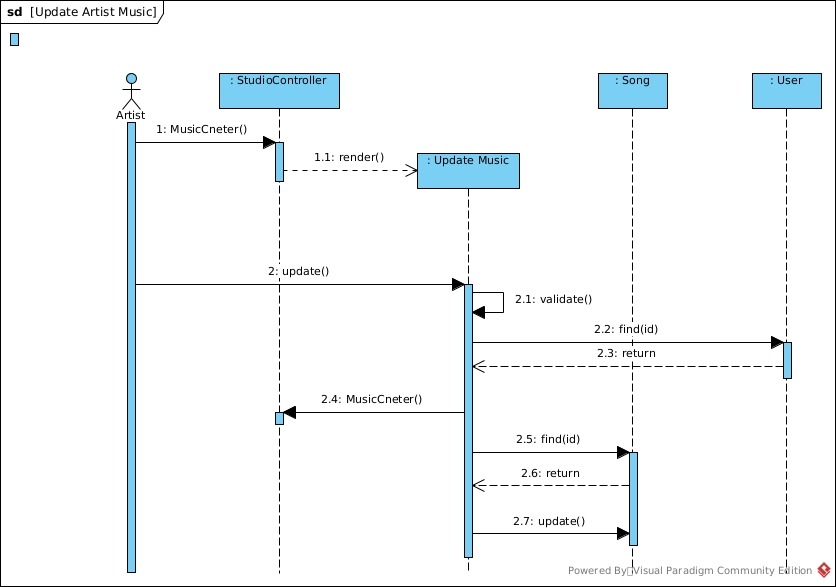 sd [Update Artist Music]
: StudioController
: Song
: User
Artist
1: MusicCneter()
1.1: render()
: Update Music
2: update()
2.1: validate()
2.2: find(id)
2.3: return
2.4: MusicCneter()
2.5: find(id)
2.6: return
2.7: update()
Powered By Visual Paradigm Community Edition